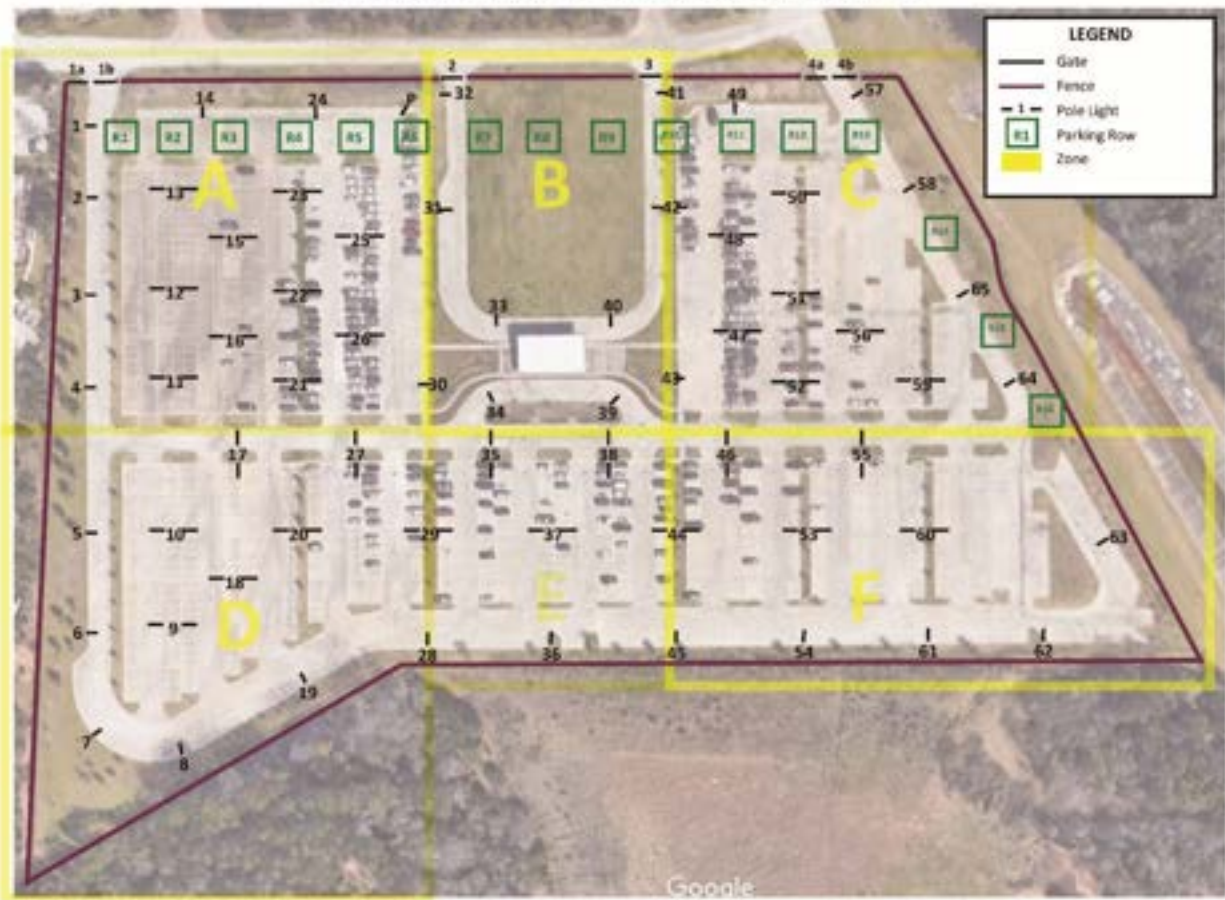 LEGEND
Gate
Fence
1 Pole Light
R1 Parking Row
Zone
1a 1b 2 3 4a 4b
32 41 57
14 24 49
1 R1 R2 R3 R4 R5 R6 R7 R8 R9 R11
A B C
2 13 23 31 42 50 58
15 25 48
3 12 22 51 65
33 40
16 26 47 56
4 11 21 30 43 52 59 64
34 39
17 27 35 38 46 55
5 10 20 29 37 44 53 60 63
18
D E F
6 9
28 36 45 54 61 62
19
7
8
Google